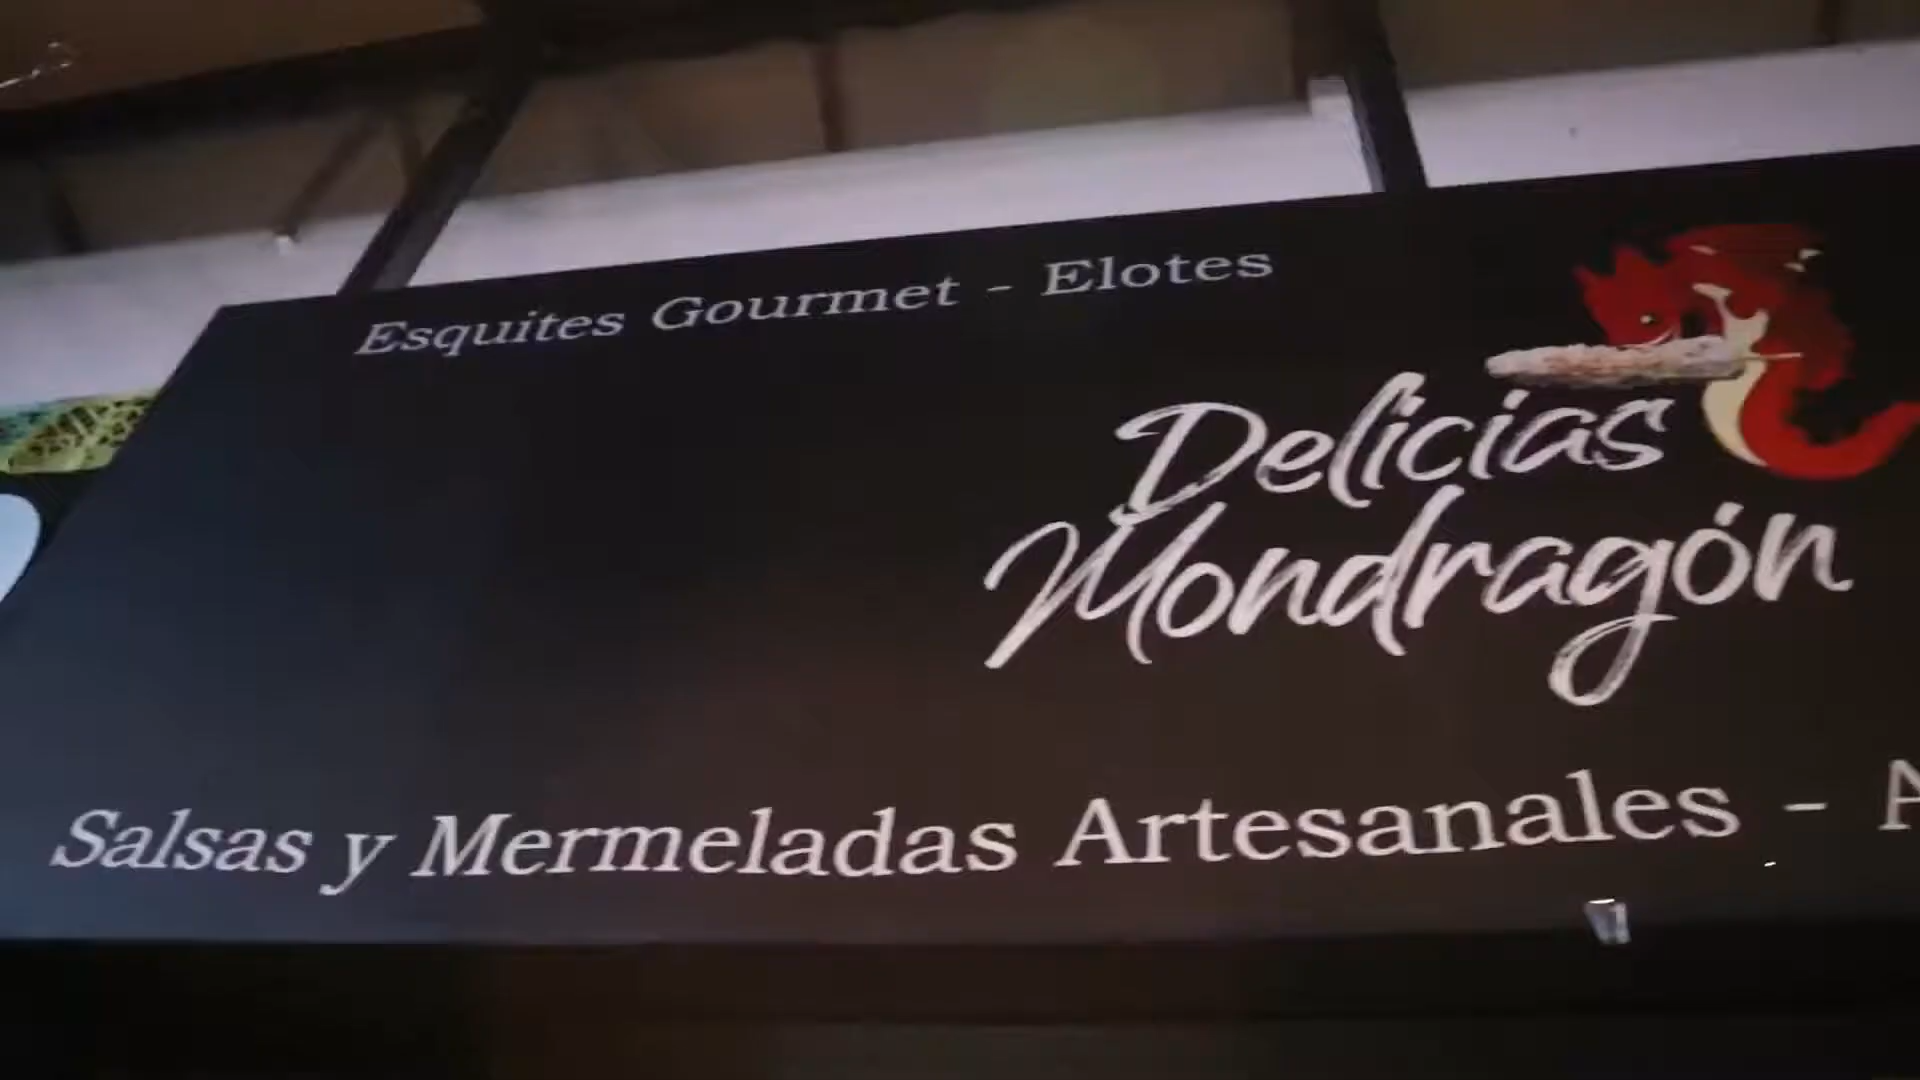 Esquites Gourmet - Elotes
Delicias
Mondragón
Salsas y Mermeladas Artesanales -